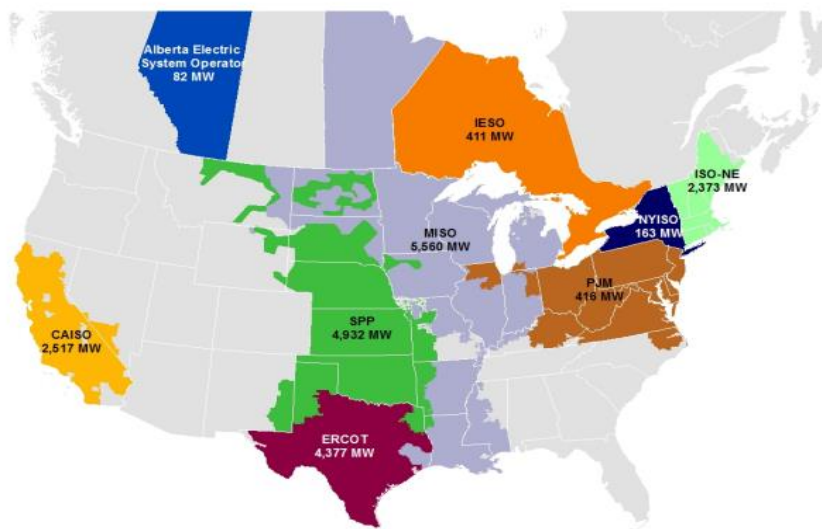 Alberta Electric
System Operator
82 MW
IESO
411 MW
ISO-NE
2,373 MW
NYISO
163 MW
MISO
5,560 MW
PJM
416 MW
SPP
4,932 MW
CAISO
2,517 MW
ERCOT
4,377 MW